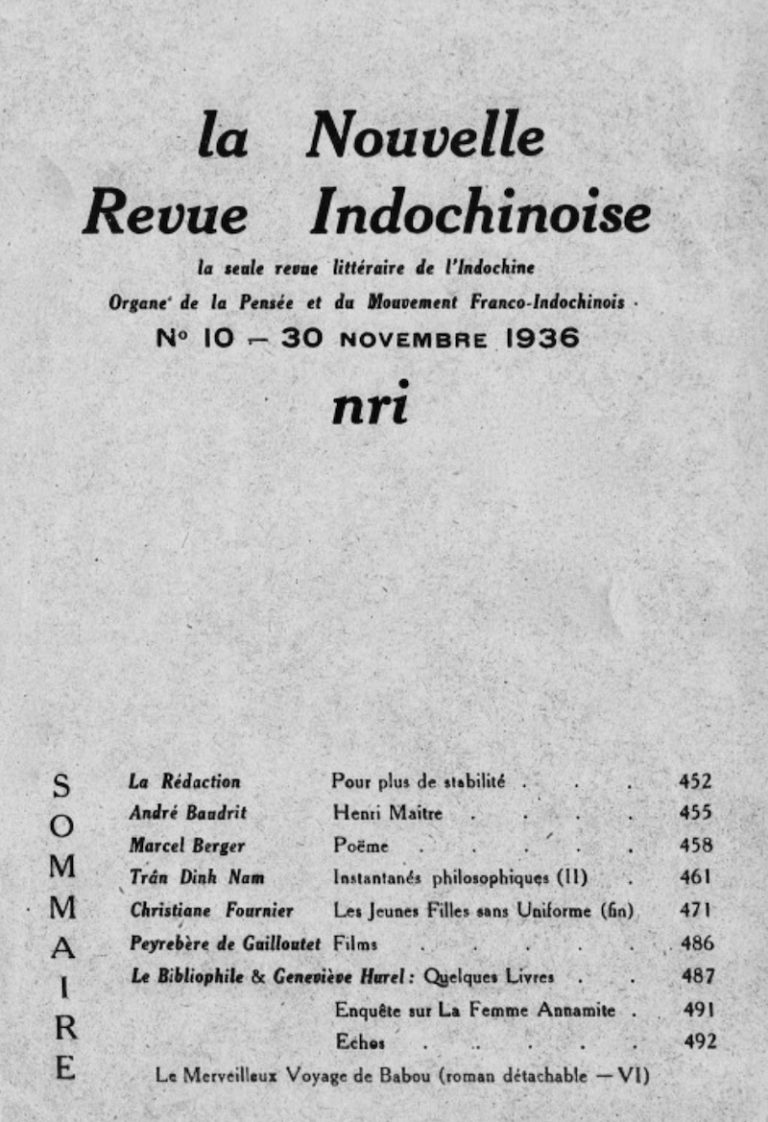 la Nouvelle
Revue Indochinoise
la seule revue littéraire de l'Indochine
Organe de la Pensée et du Mouvement Franco-Indochinois
Nº 10 — 30 NOVEMBRE 1936
nri
SOMMAIRE
La Rédaction Pour plus de stabilité . . . 452
André Baudrit Henri Maitre . . . . 455
Marcel Berger Poëme . . . . . 458
Trân Dinh Nam Instantanés philosophiques (II) . 461
Christiane Fournier Les Jeunes Filles sans Uniforme (fin) 471
Peyrebère de Guilloutet Films . . . . . 486
Le Bibliophile & Geneviève Hurel : Quelques Livres . . 487
Enquête sur La Femme Annamite . 491
Echos . . . . . 492
Le Merveilleux Voyage de Babou (roman détachable — VI)